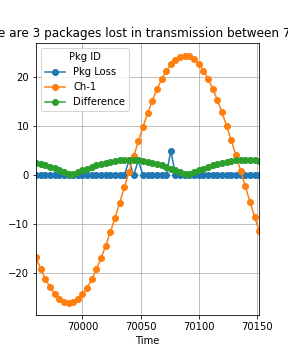 e are 3 packages lost in transmission between 7
Pkg ID
Pkg Loss
Ch-1
Difference
20
10
0
−10
−20
70000
70050
70100
70150
Time